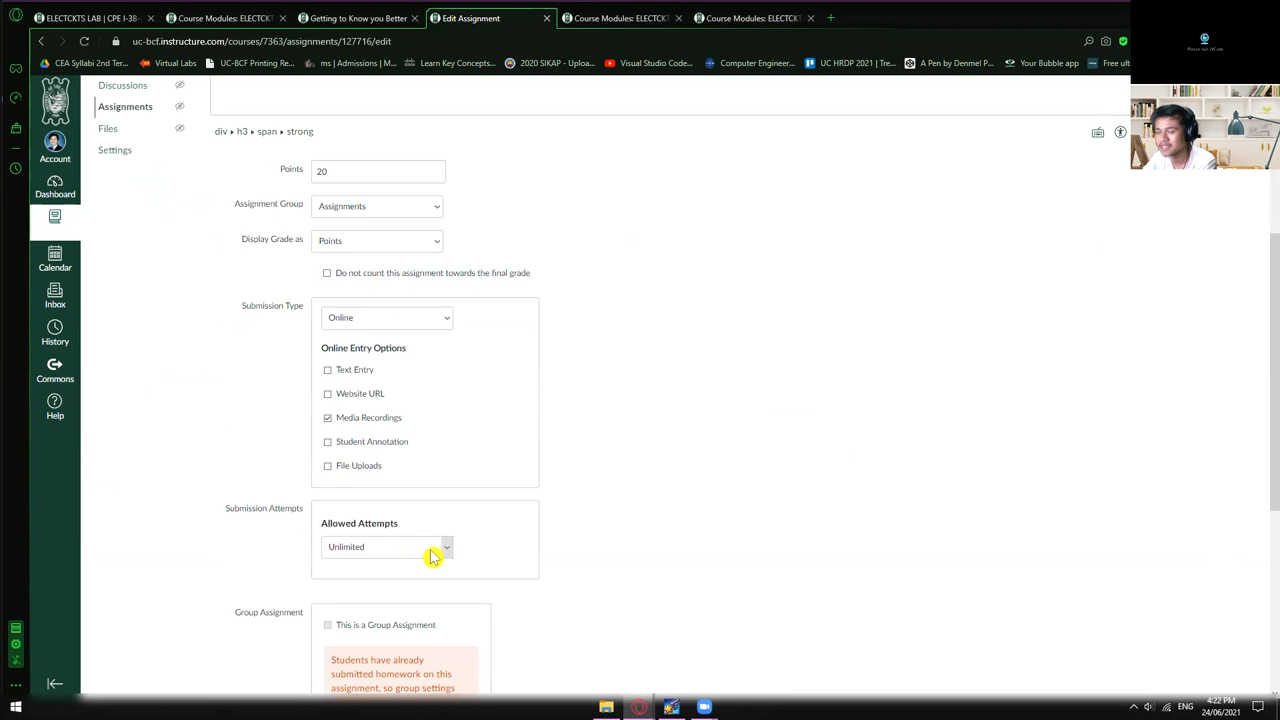 ELECTCKTS LAB | CPE I-3B-
Course Modules: ELECTCKT
Getting to Know you Better
Edit Assignment
Course Modules: ELECTCKT
Course Modules: ELECTCKT
uc-bcf.instructure.com/courses/7363/assignments/127716/edit
CEA Syllabi 2nd Ter...
Virtual Labs
UC-BCF Printing Re...
ms | Admissions | M...
Learn Key Concepts...
2020 SIKAP - Upload...
Visual Studio Code...
Computer Engineer...
UC HRDP 2021 | Tr...
A Pen by Denmel P...
Your Bubble app
Free ult
Discussions
Assignments
Files
Settings
Account
Dashboard
Calendar
Inbox
History
Commons
Help
div ▸ h3 ▸ span ▸ strong
Points 20
Assignment Group Assignments
Display Grade as Points
Do not count this assignment towards the final grade
Submission Type
Online
Online Entry Options
Text Entry
Website URL
Media Recordings
Student Annotation
File Uploads
Submission Attempts
Allowed Attempts
Unlimited
Group Assignment
This is a Group Assignment
Students have already
submitted homework on this
assignment, so group settings
ENG
4:22 PM
24/06/2021